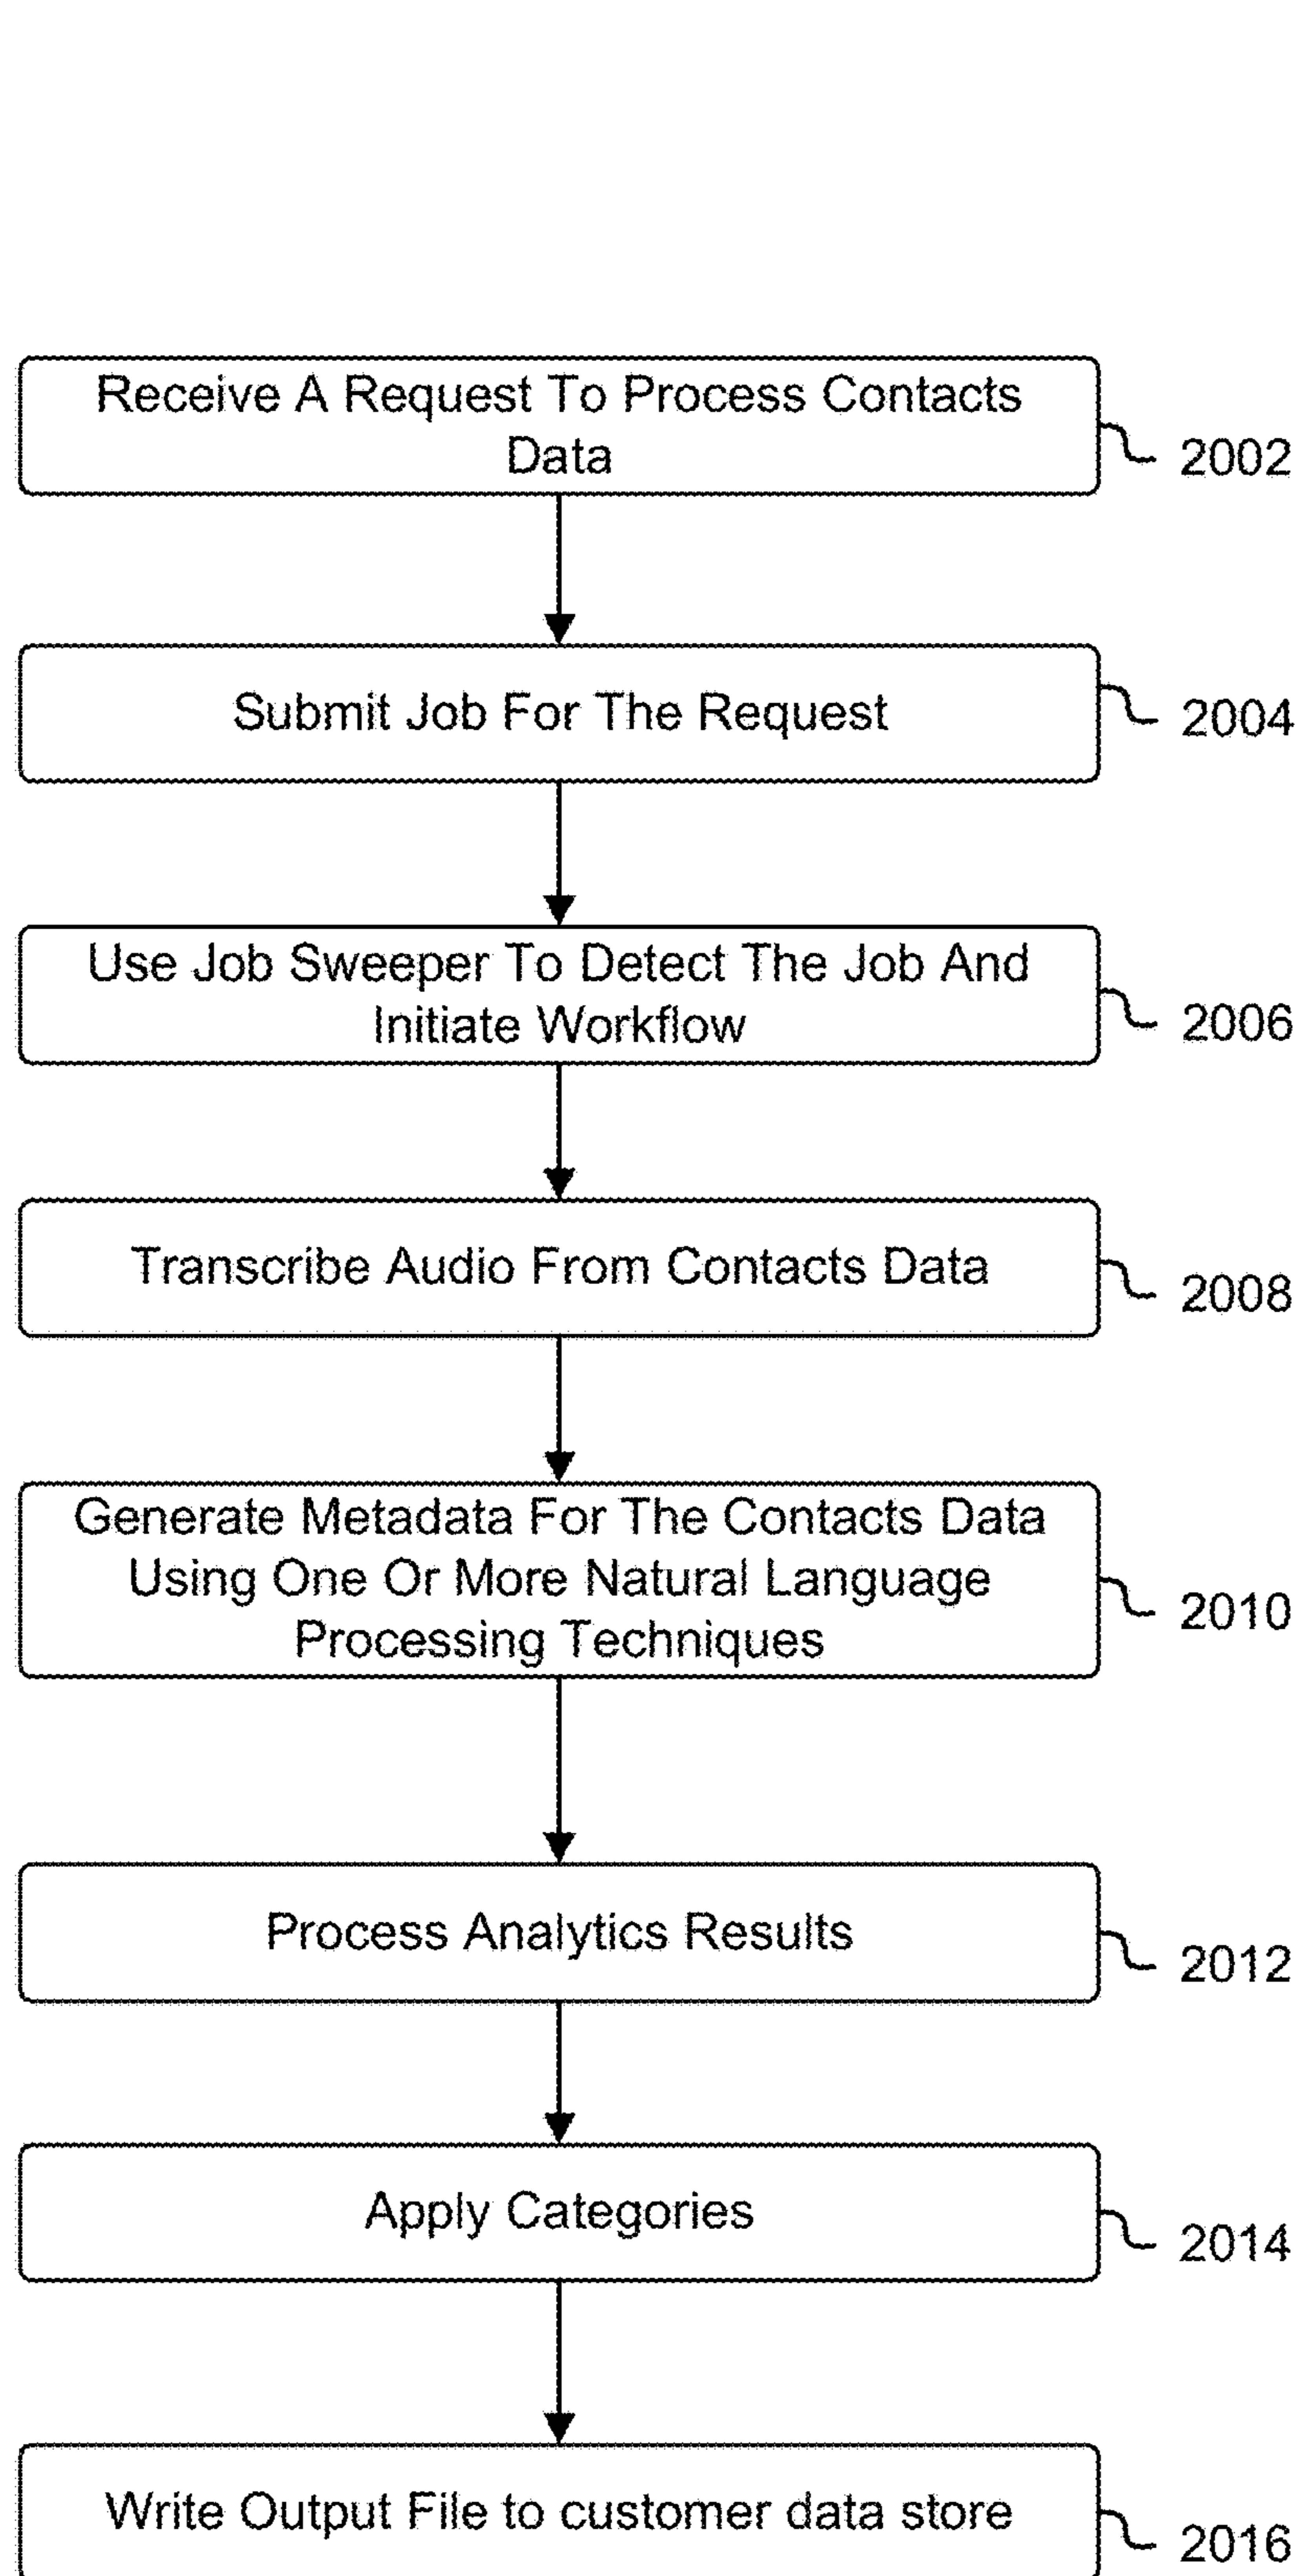 Receive A Request To Process Contacts
Data
2002
Submit Job For The Request
2004
Use Job Sweeper To Detect The Job And
Initiate Workflow
2006
Transcribe Audio From Contacts Data
2008
Generate Metadata For The Contacts Data
Using One Or More Natural Language
Processing Techniques
2010
Process Analytics Results
2012
Apply Categories
2014
Write Output File to customer data store
2016